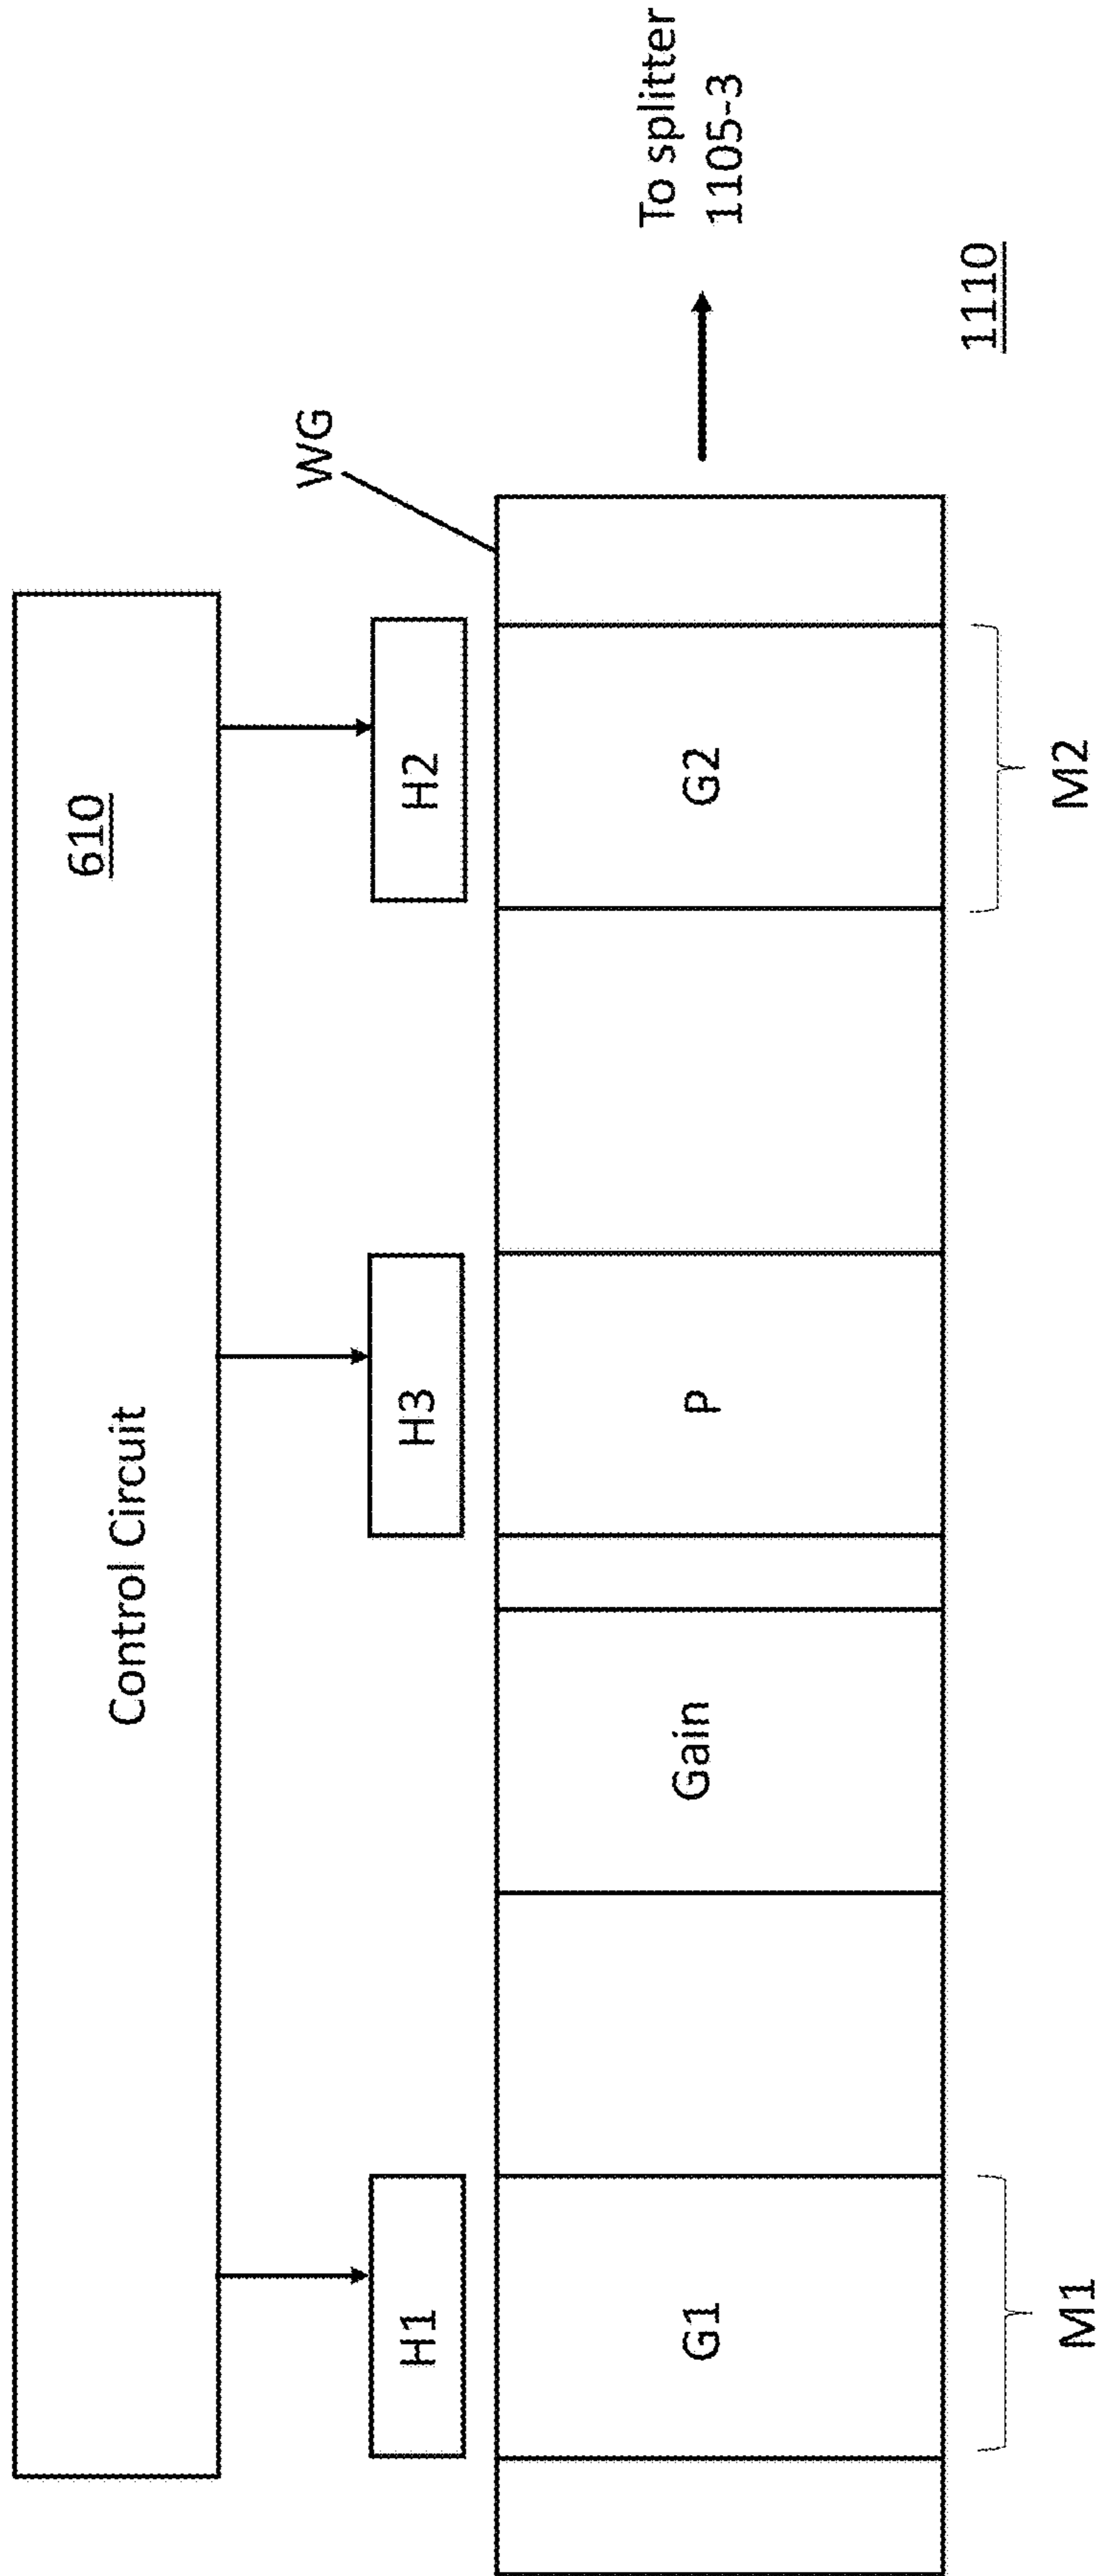 Control Circuit
610
H1
H3
H2
WG
G1
Gain
P
G2
To splitter
1105-3
M1
M2
1110